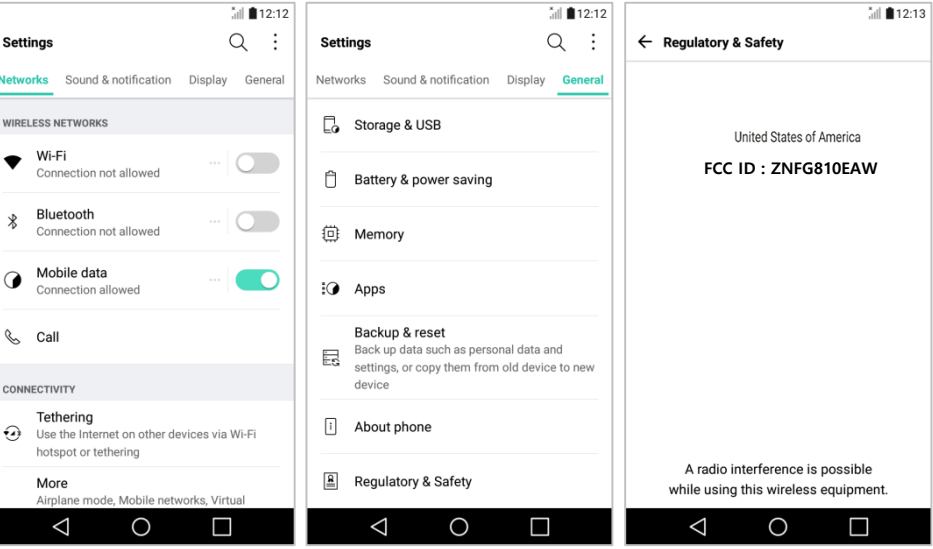 12:12
Settings
Networks Sound & notification Display General
WIRELESS NETWORKS
Wi-Fi
Connection not allowed
Bluetooth
Connection not allowed
Mobile data
Connection allowed
Call
CONNECTIVITY
Tethering
Use the Internet on other devices via Wi-Fi
hotspot or tethering
More
Airplane mode, Mobile networks, Virtual
12:12
Settings
Networks Sound & notification Display General
Storage & USB
Battery & power saving
Memory
Apps
Backup & reset
Back up data such as personal data and
settings, or copy them from old device to new
device
About phone
Regulatory & Safety
12:13
Regulatory & Safety
United States of America
FCC ID : ZNFG810EAW
A radio interference is possible
while using this wireless equipment.